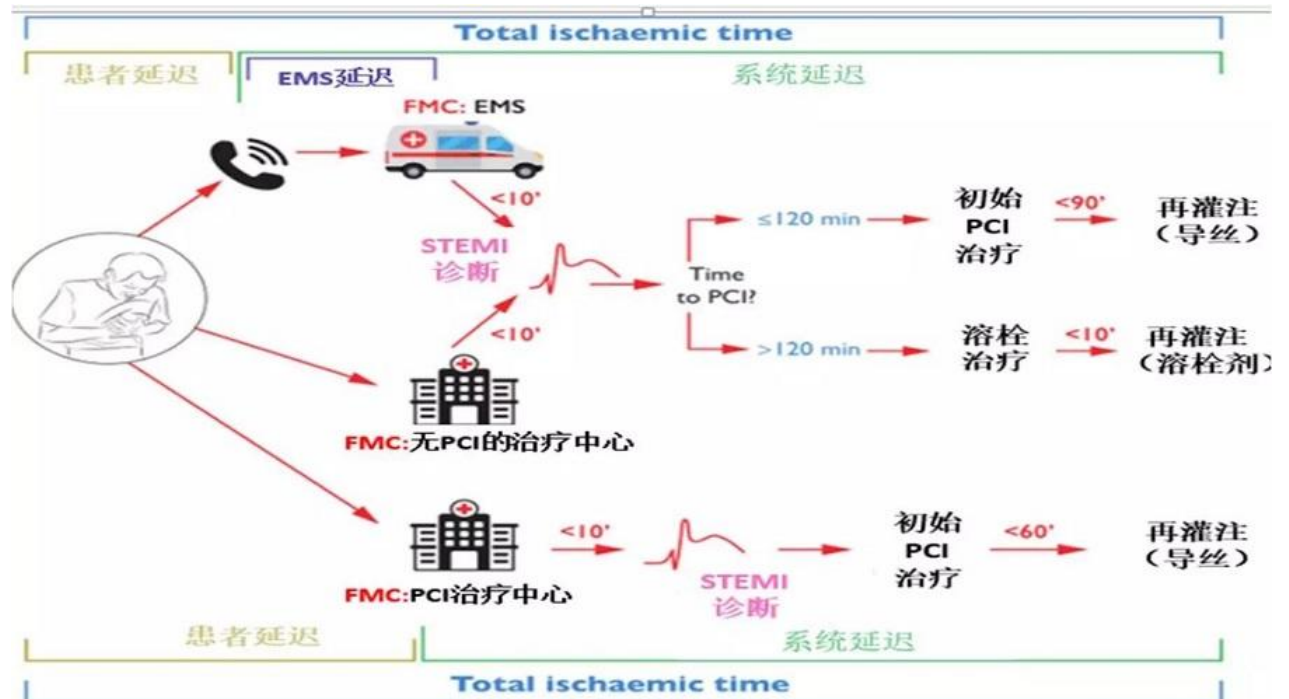 Total ischaemic time
患者延迟
EMS延迟
系统延迟
FMC: EMS
<10'
STEMI
诊断
<10'
Time
to PCI?
≤120 min
初始
PCI
治疗
<90'
再灌注
（导丝）
>120 min
溶栓
治疗
<10'
再灌注
（溶栓剂）
FMC:无PCI的治疗中心
<10'
STEMI
诊断
初始
PCI
治疗
<60'
再灌注
（导丝）
FMC:PCI治疗中心
患者延迟
系统延迟
Total ischaemic time